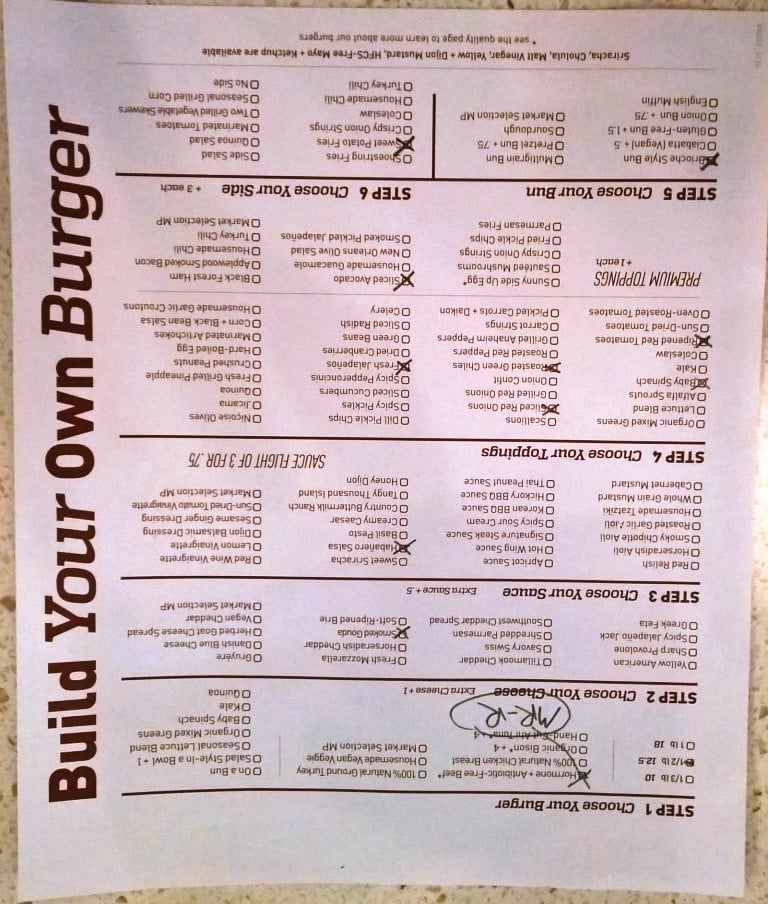 Build Your Own Burger
STEP 1 Choose Your Burger
1/3 lb 10
1/2 lb 12.5
1 lb 18
Hormone + Antibiotic-Free Beef*
100% Natural Chicken Breast
Organic Bison* + 4
Hand-Cut Ahi Tuna* + 4
100% Natural Ground Turkey
Housemade Vegan Veggie
Market Selection MP
On a Bun
Salad Style-In a Bowl + 1
Seasonal Lettuce Blend
Organic Mixed Greens
Baby Spinach
Kale
Quinoa
MR-R
STEP 2 Choose Your Cheese Extra Cheese + 1
Yellow American
Sharp Provolone
Spicy Jalapeño Jack
Greek Feta
Tillamook Cheddar
Savory Swiss
Shredded Parmesan
Southwest Cheddar Spread
Fresh Mozzarella
Horseradish Cheddar
Smoked Gouda
Soft-Ripened Brie
Gruyère
Danish Blue Cheese
Herbed Goat Cheese Spread
Vegan Cheddar
Market Selection MP
STEP 3 Choose Your Sauce Extra Sauce + .5
Red Relish
Horseradish Aioli
Smoky Chipotle Aioli
Roasted Garlic Aioli
Housemade Tzatziki
Whole Grain Mustard
Cabernet Mustard
Apricot Sauce
Hot Wing Sauce
Signature Steak Sauce
Spicy Sour Cream
Korean BBQ Sauce
Hickory BBQ Sauce
Thai Peanut Sauce
Sweet Sriracha
Habañero Salsa
Basil Pesto
Creamy Caesar
Country Buttermilk Ranch
Tangy Thousand Island
Honey Dijon
Red Wine Vinaigrette
Lemon Vinaigrette
Dijon Balsamic Dressing
Sesame Ginger Dressing
Sun-Dried Tomato Vinaigrette
Market Selection MP
SAUCE FLIGHT OF 3 FOR .75
STEP 4 Choose Your Toppings
Organic Mixed Greens
Lettuce Blend
Alfalfa Sprouts
Baby Spinach
Kale
Coleslaw
Ripened Red Tomatoes
Sun-Dried Tomatoes
Oven-Roasted Tomatoes
Scallions
Sliced Red Onions
Grilled Red Onions
Onion Confit
Roasted Green Chiles
Roasted Red Peppers
Grilled Anaheim Peppers
Carrot Strings
Pickled Carrots + Daikon
Dill Pickle Chips
Spicy Pickles
Sliced Cucumbers
Spicy Pepperoncinis
Fresh Jalapeños
Dried Cranberries
Green Beans
Sliced Radish
Celery
Niçoise Olives
Jicama
Quinoa
Fresh Grilled Pineapple
Crushed Peanuts
Hard-Boiled Egg
Marinated Artichokes
Corn + Black Bean Salsa
Housemade Garlic Croutons
PREMIUM TOPPINGS
+ 1 each
Sunny Side Up Egg*
Sautéed Mushrooms
Crispy Onion Strings
Fried Pickle Chips
Parmesan Fries
Sliced Avocado
Housemade Guacamole
New Orleans Olive Salad
Smoked Pickled Jalapeños
Black Forest Ham
Applewood Smoked Bacon
Housemade Chili
Turkey Chili
Market Selection MP
STEP 5 Choose Your Bun
Brioche Style Bun
Ciabatta (Vegan) + .5
Gluten-Free Bun + 1.5
Onion Bun + .75
English Muffin
Multigrain Bun
Pretzel Bun + .75
Sourdough
Market Selection MP
STEP 6 Choose Your Side + 3 each
Shoestring Fries
Sweet Potato Fries
Crispy Onion Strings
Coleslaw
Housemade Chili
Turkey Chili
Side Salad
Quinoa Salad
Marinated Tomatoes
Two Grilled Vegetable Skewers
Seasonal Grilled Corn
No Side
Sriracha, Cholula, Malt Vinegar, Yellow + Dijon Mustard, HFCS-Free Mayo + Ketchup are available
* see the quality page to learn more about our burgers